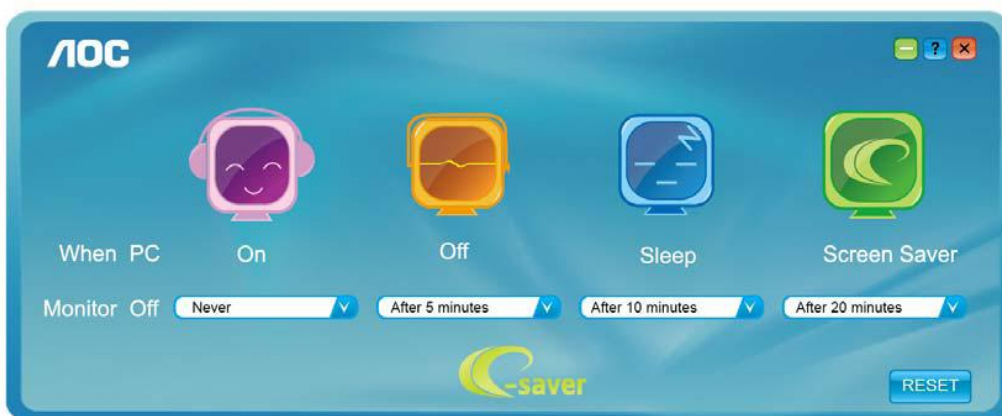 AOC
?
When PC On Off Sleep Screen Saver
Monitor Off Never After 5 minutes After 10 minutes After 20 minutes
e-saver
RESET